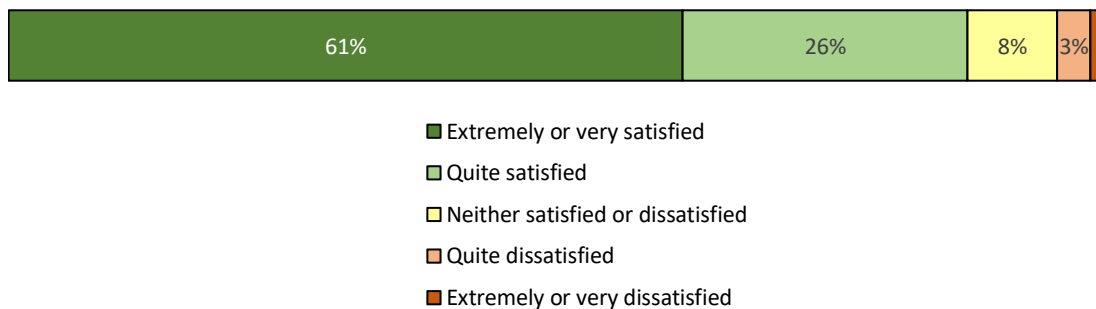 61% 26% 8% 3%
Extremely or very satisfied
Quite satisfied
Neither satisfied or dissatisfied
Quite dissatisfied
Extremely or very dissatisfied